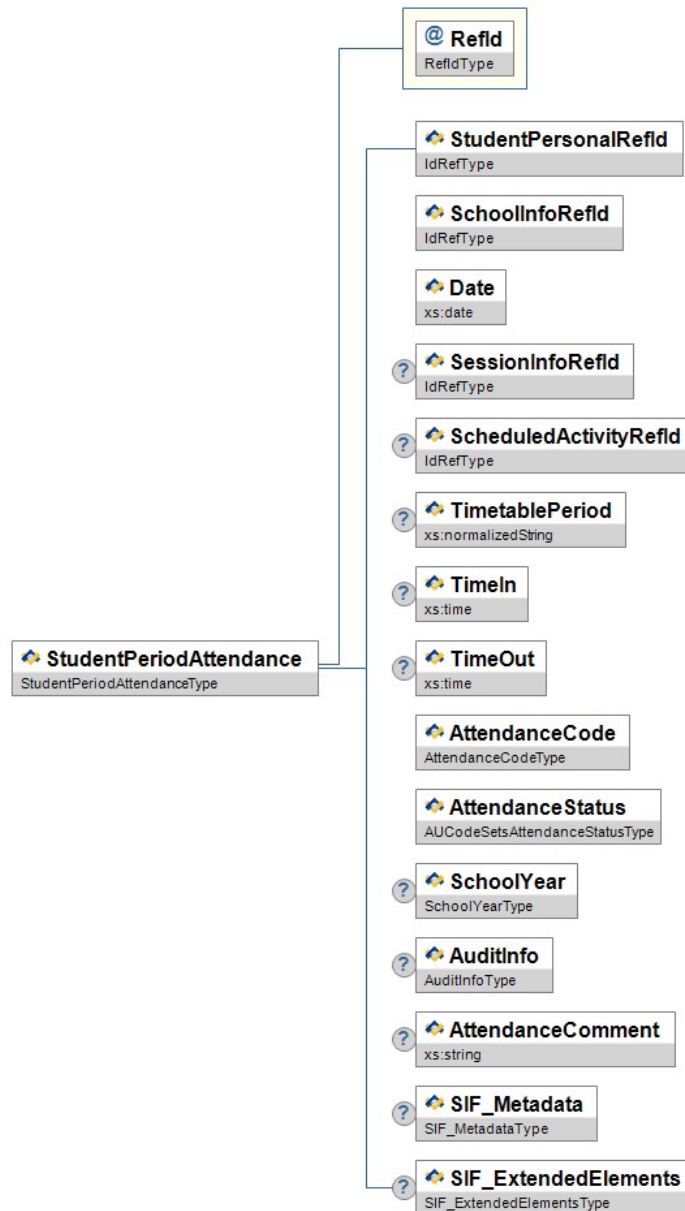 @ RefId
RefIdType
StudentPersonalRefId
IdRefType
SchoolInfoRefId
IdRefType
Date
xs:date
? SessionInfoRefId
IdRefType
? ScheduledActivityRefId
IdRefType
? TimetablePeriod
xs:normalizedString
? TimeIn
xs:time
StudentPeriodAttendance
StudentPeriodAttendanceType
? TimeOut
xs:time
AttendanceCode
AttendanceCodeType
AttendanceStatus
AUCodeSetsAttendanceStatusType
? SchoolYear
SchoolYearType
? AuditInfo
AuditInfoType
? AttendanceComment
xs:string
? SIF_Metadata
SIF_MetadataType
? SIF_ExtendedElements
SIF_ExtendedElementsType